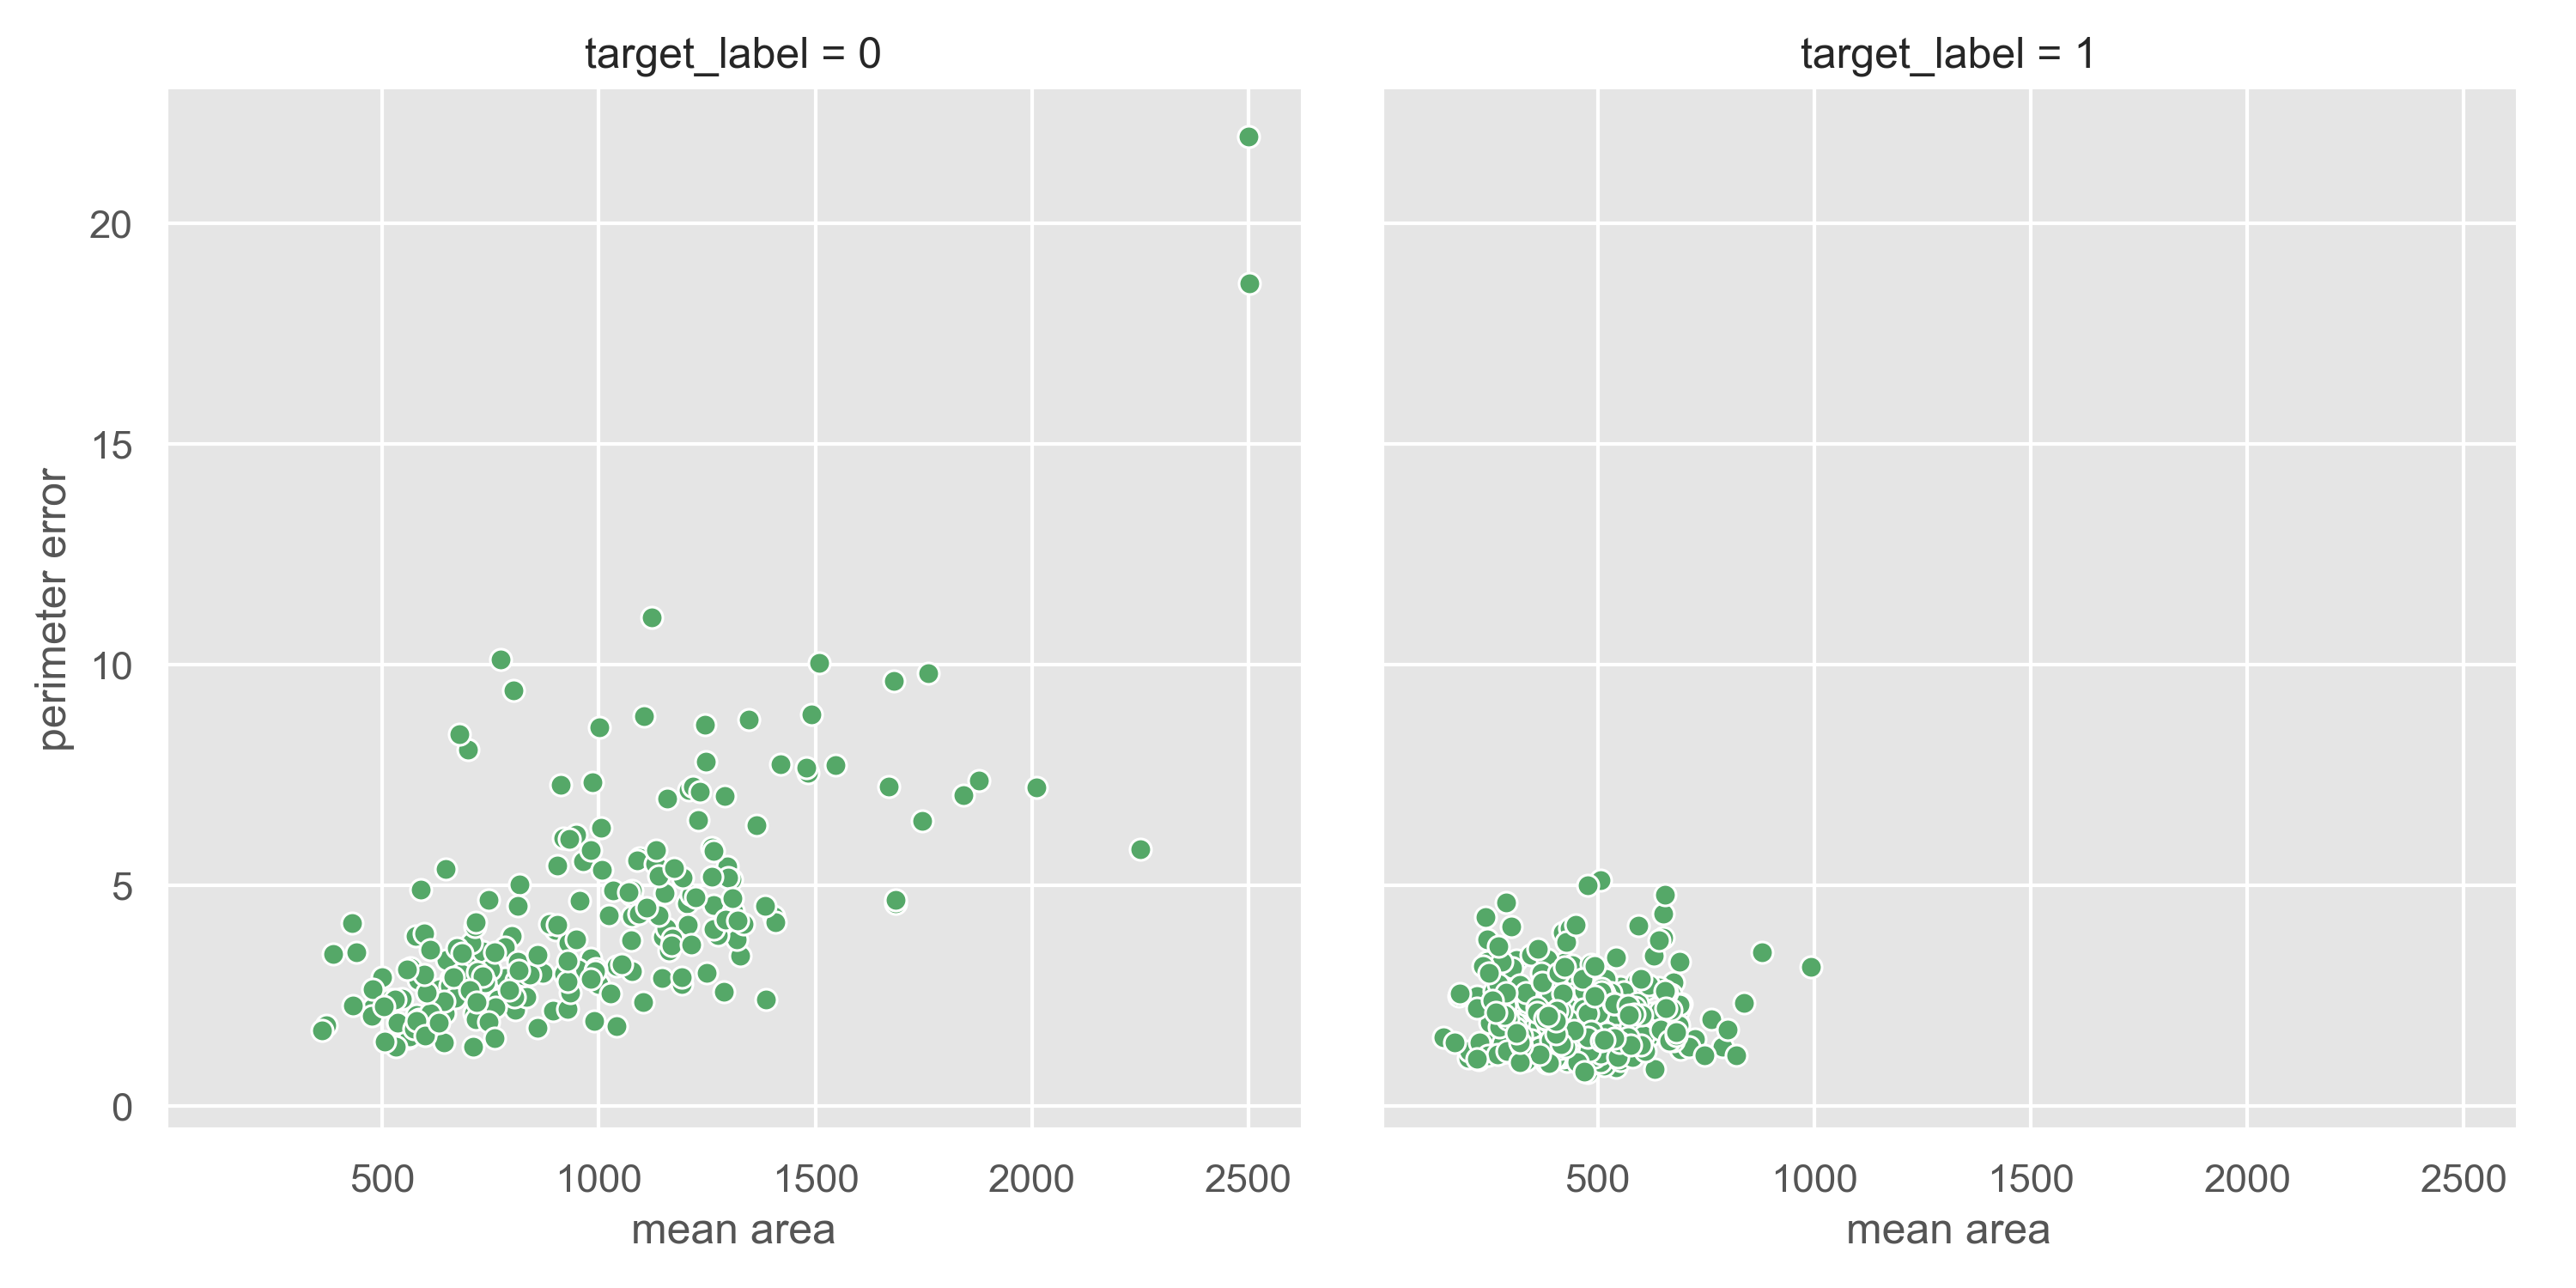 target_label = 0
target_label = 1
perimeter error
20
15
10
5
0
500 1000 1500 2000 2500
500 1000 1500 2000 2500
mean area
mean area